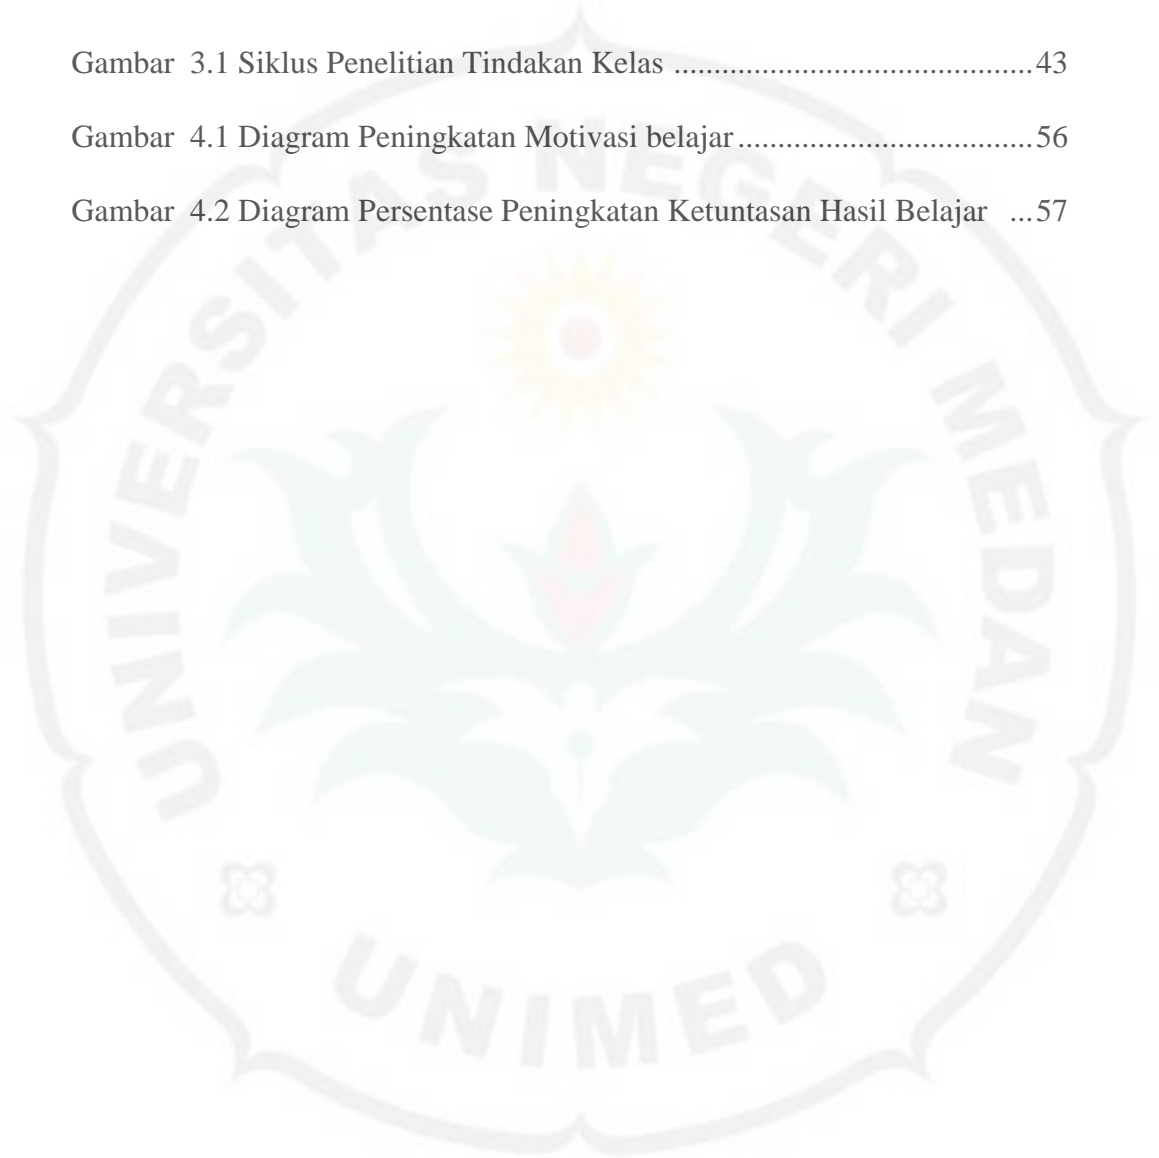 Gambar  3.1 Siklus Penelitian Tindakan Kelas ..........................................43
Gambar  4.1 Diagram Peningkatan Motivasi belajar ...................................56
Gambar  4.2 Diagram Persentase Peningkatan Ketuntasan Hasil Belajar   ...57
UNIVERSITAS NEGERI MEDAN
UNIMED